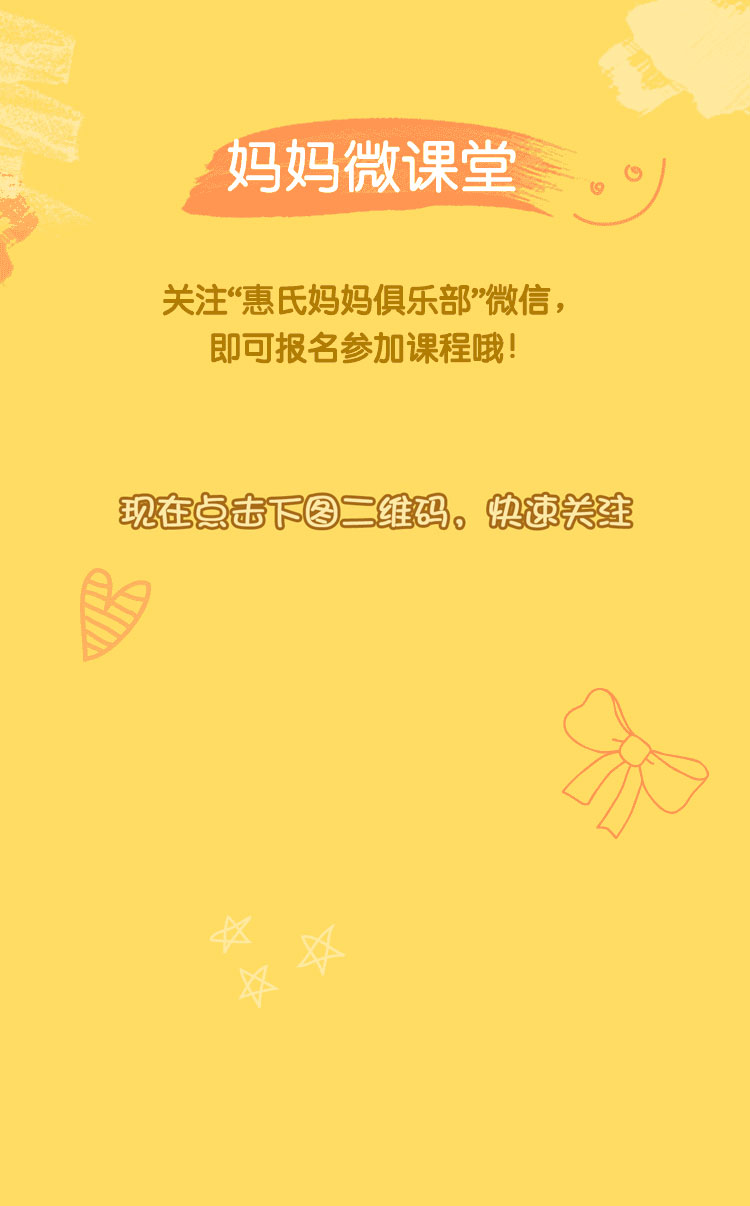 妈妈微课堂
关注“惠氏妈妈俱乐部”微信，
即可报名参加课程哦！
现在点击下图二维码，快速关注